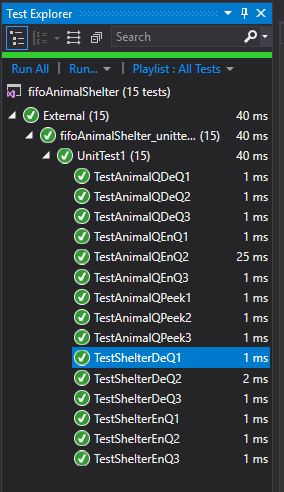 Test Explorer
Search
Run All | Run... | Playlist : All Tests
fifoAnimalShelter (15 tests)
External (15) 40 ms
fifoAnimalShelter_unitte... (15) 40 ms
UnitTest1 (15) 40 ms
TestAnimalQDeQ1 1 ms
TestAnimalQDeQ2 1 ms
TestAnimalQDeQ3 1 ms
TestAnimalQEnQ1 1 ms
TestAnimalQEnQ2 25 ms
TestAnimalQEnQ3 1 ms
TestAnimalQPeek1 1 ms
TestAnimalQPeek2 1 ms
TestAnimalQPeek3 1 ms
TestShelterDeQ1 1 ms
TestShelterDeQ2 2 ms
TestShelterDeQ3 1 ms
TestShelterEnQ1 1 ms
TestShelterEnQ2 1 ms
TestShelterEnQ3 1 ms